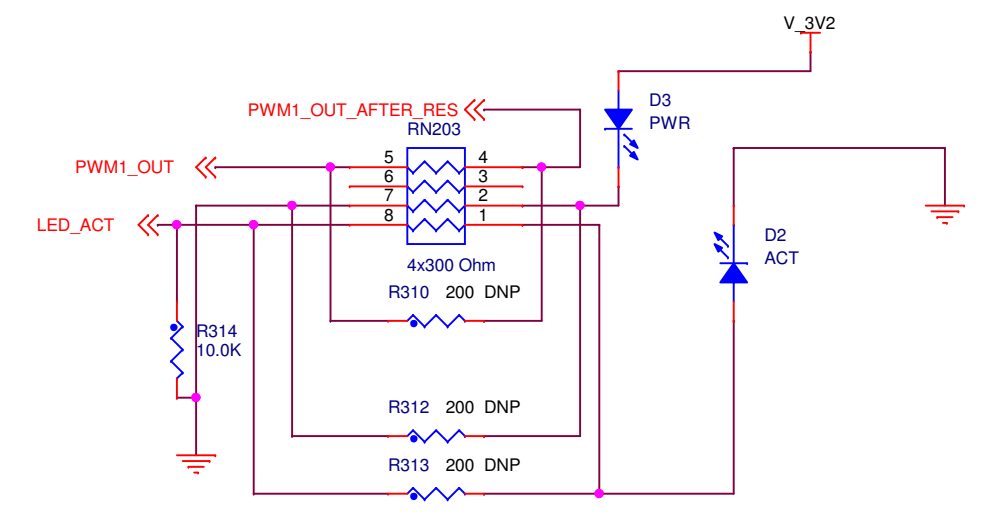 V_3V2
D3
PWR
PWM1_OUT_AFTER_RES
RN203
PWM1_OUT
5
4
6
3
7
2
LED_ACT
8
1
D2
ACT
4x300 Ohm
R310 200 DNP
R314
10.0K
R312 200 DNP
R313 200 DNP